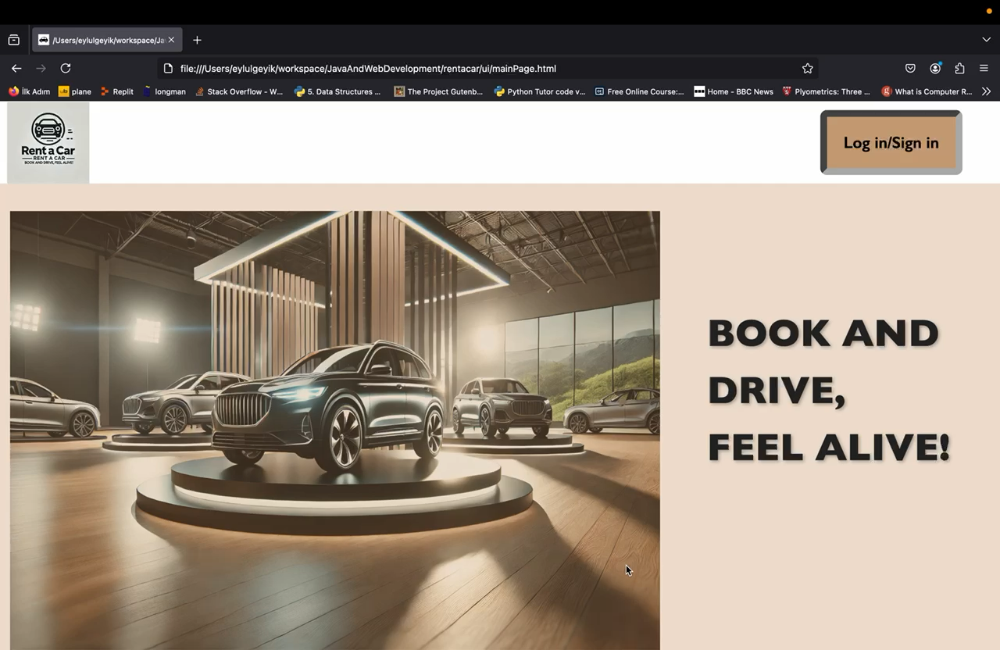 /Users/eylulgeyik/workspace/Ja
file:///Users/eylulgeyik/workspace/JavaAndWebDevelopment/rentacar/ui/mainPage.html
İlk Adım
plane
Replit
longman
Stack Overflow - W...
5. Data Structures ...
The Project Gutenb...
Python Tutor code v...
Free Online Course:...
Home - BBC News
Plyometrics: Three ...
What is Computer R...
Rent a Car
RENT A CAR
BOOK AND DRIVE, FEEL ALIVE!
Log in/Sign in
BOOK AND
DRIVE,
FEEL ALIVE!